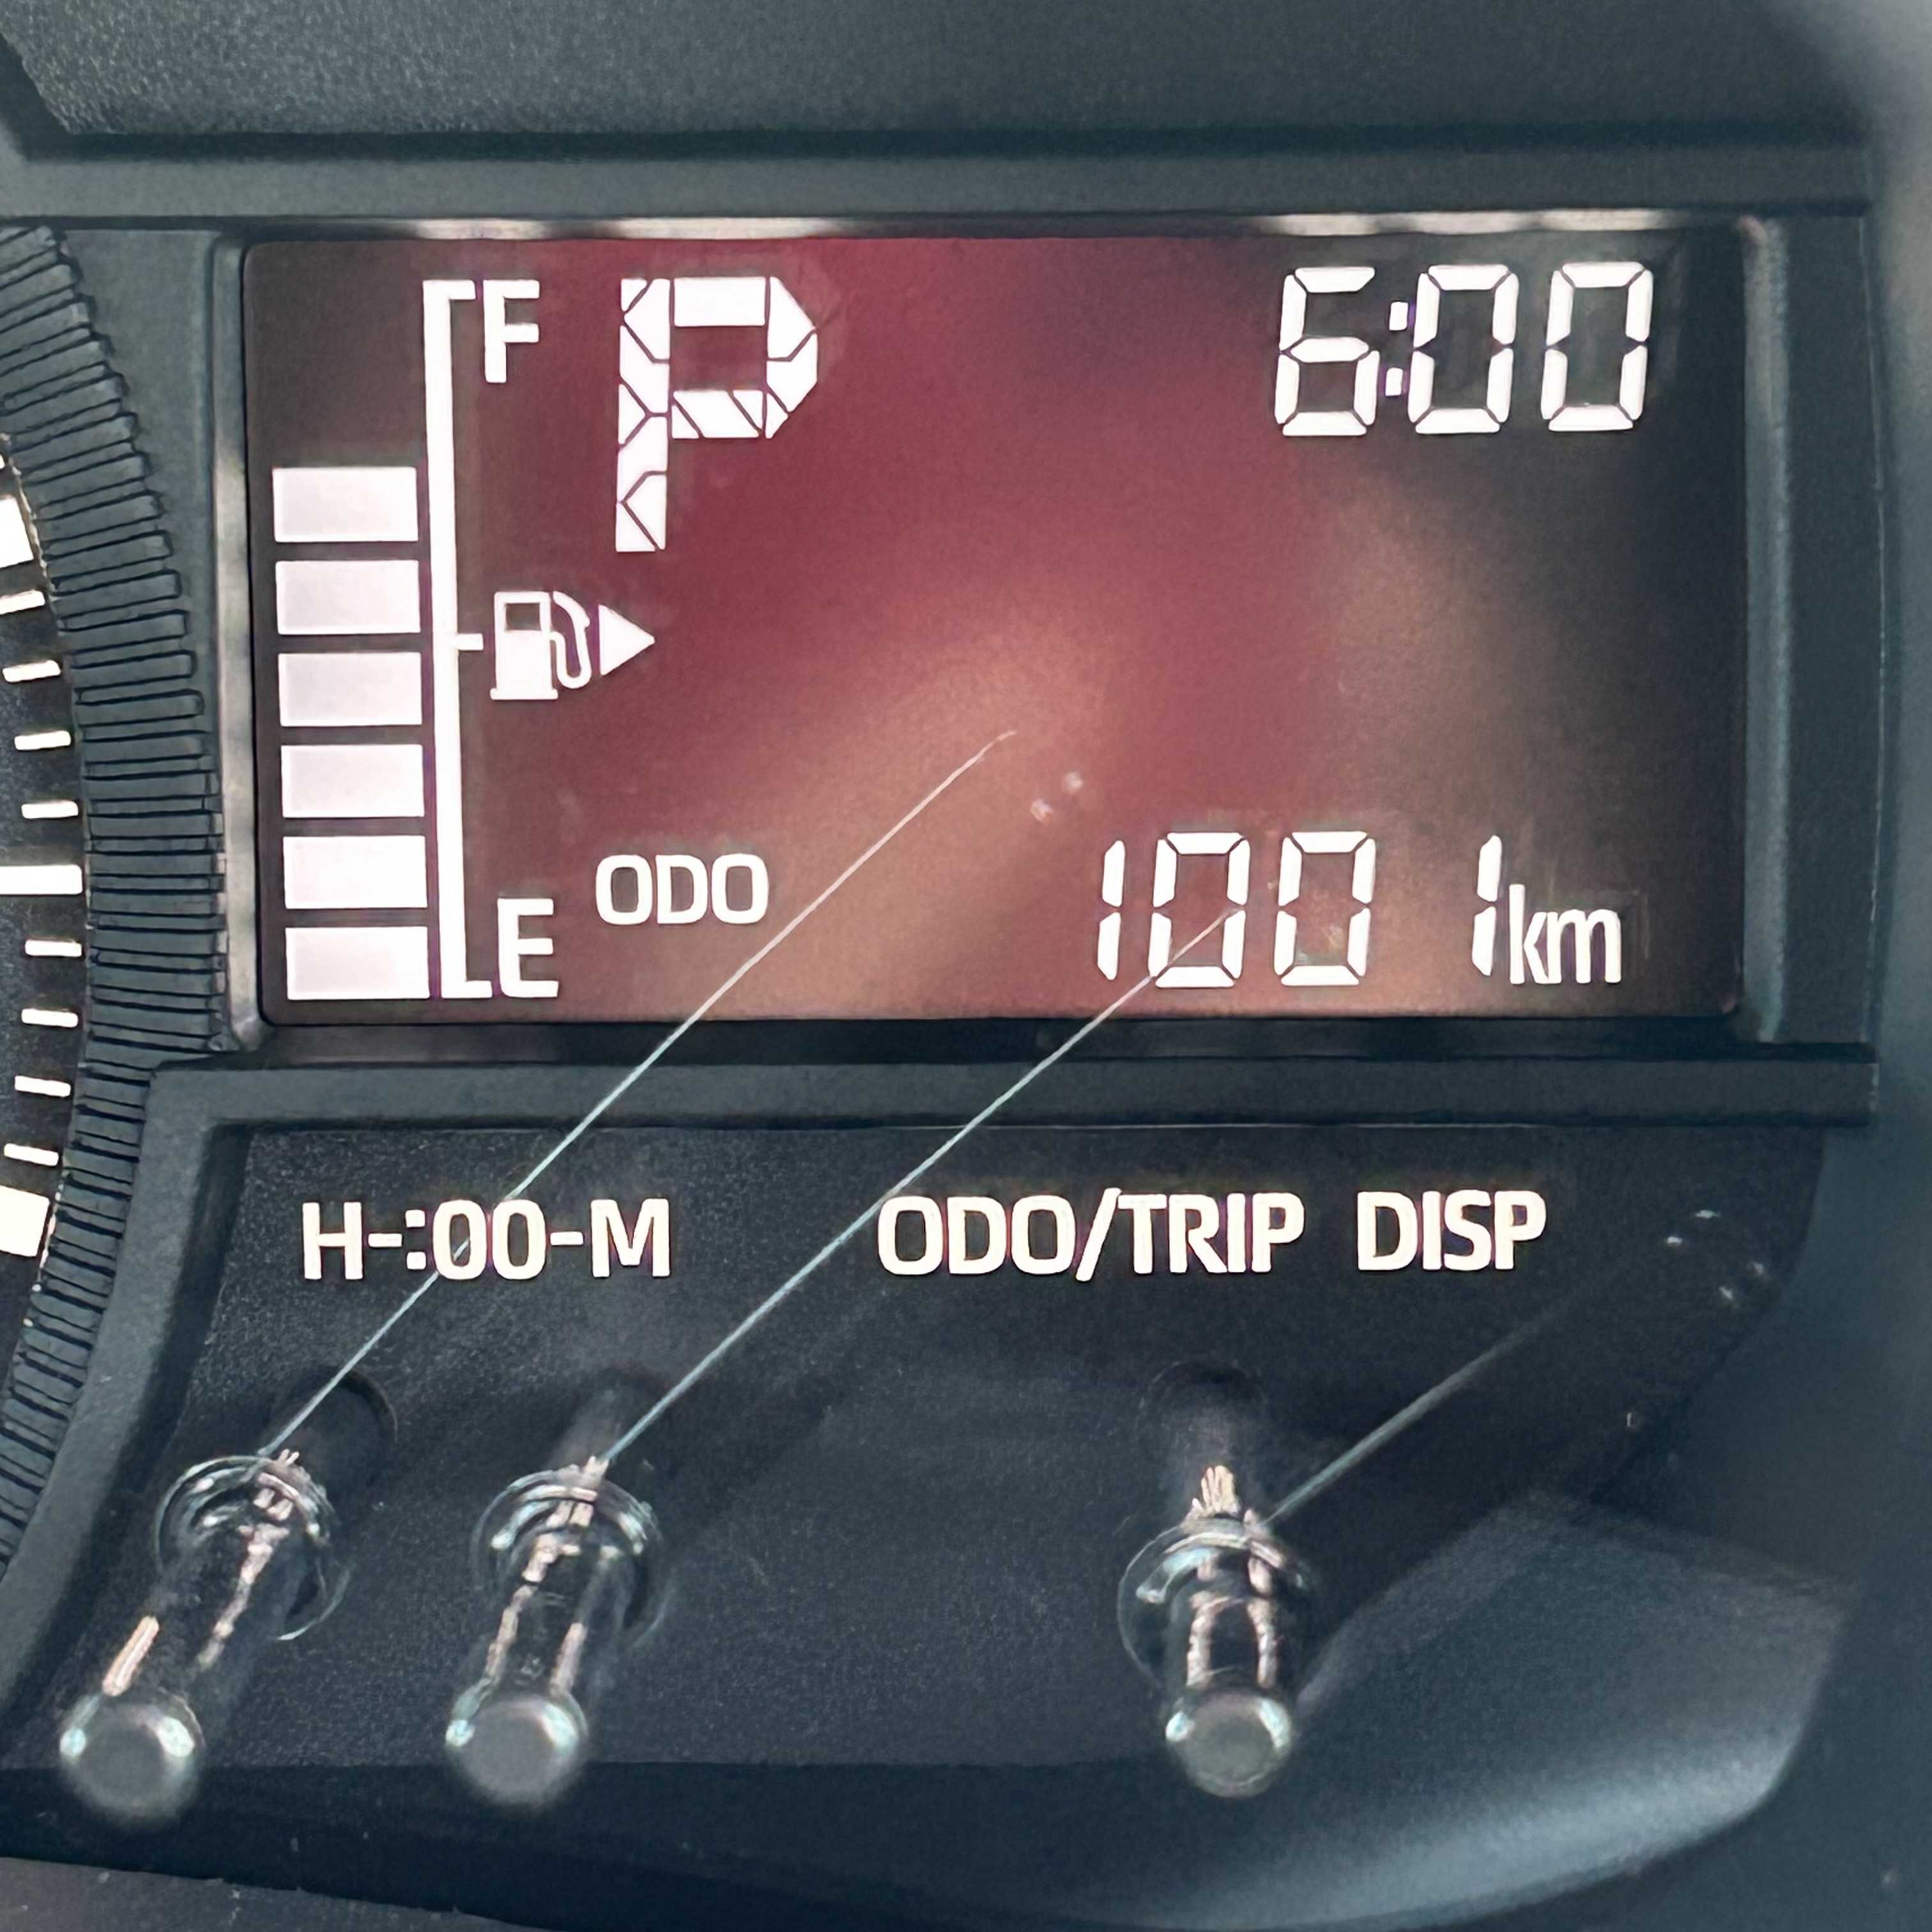 F P 6:00
E ODO 1001km
H-:00-M ODO/TRIP DISP